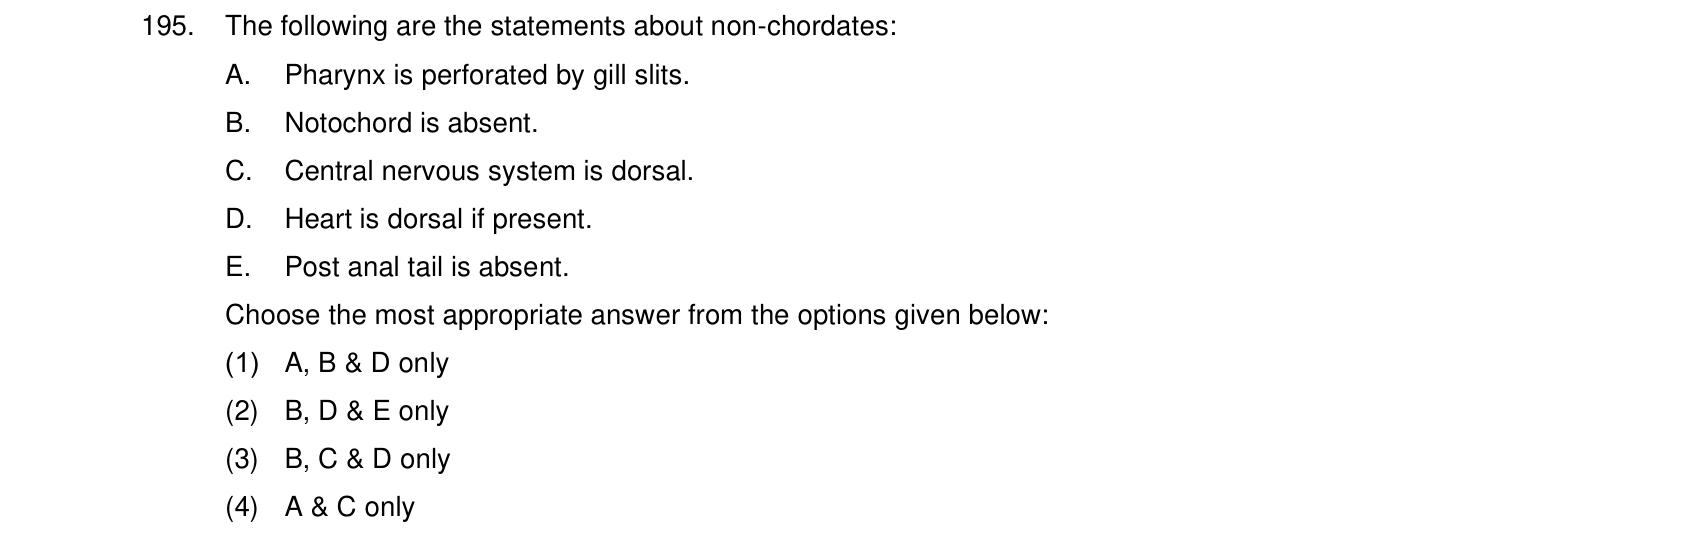 195. The following are the statements about non-chordates:
A. Pharynx is perforated by gill slits.
B. Notochord is absent.
C. Central nervous system is dorsal.
D. Heart is dorsal if present.
E. Post anal tail is absent.
Choose the most appropriate answer from the options given below:
(1) A, B & D only
(2) B, D & E only
(3) B, C & D only
(4) A & C only